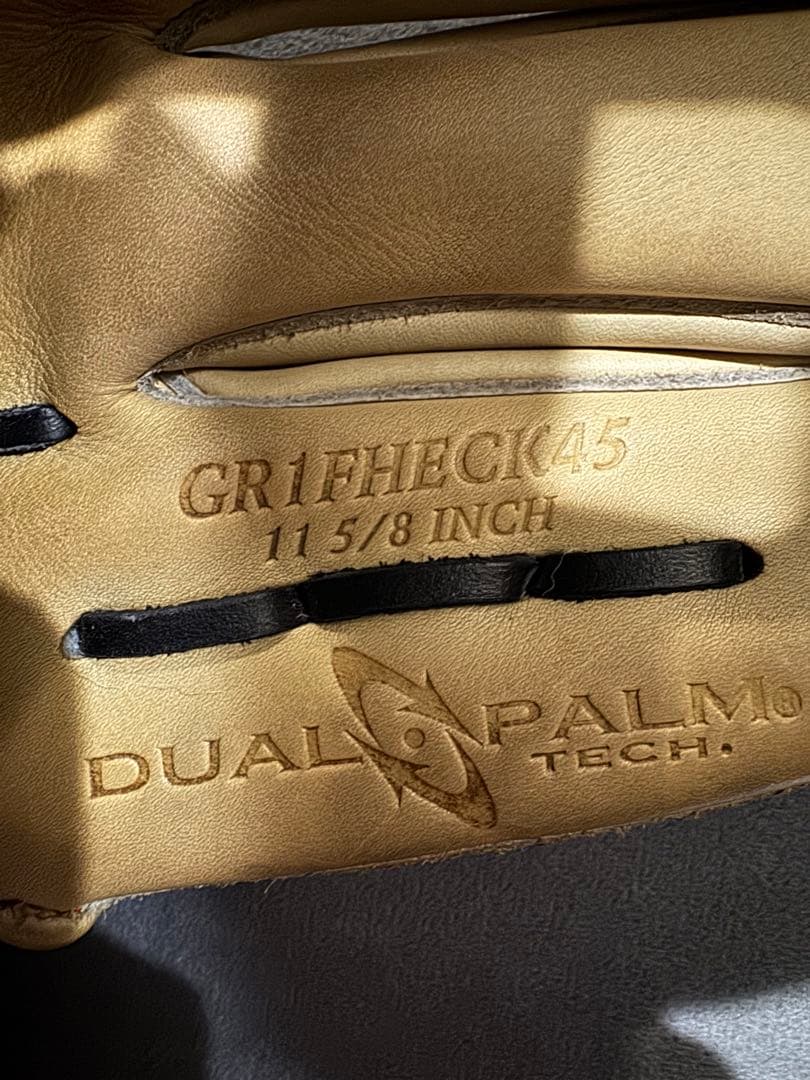 GR1FHECK45
11 5/8 INCH
DUAL PALM®
TECH.